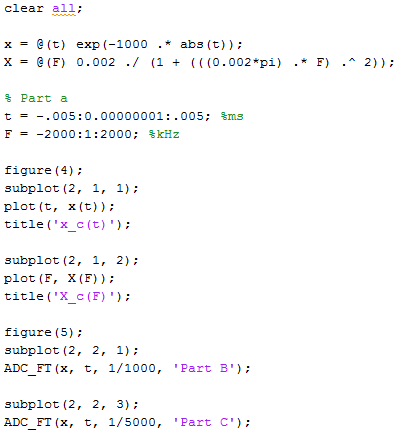 clear all;
x = @(t) exp(-1000 .* abs(t));
X = @(F) 0.002 ./ (1 + (((0.002*pi) .* F) .^ 2));
% Part a
t = -.005:0.00000001:.005; %ms
F = -2000:1:2000; %kHz
figure(4);
subplot(2, 1, 1);
plot(t, x(t));
title('x_c(t)');
subplot(2, 1, 2);
plot(F, X(F));
title('X_c(F)');
figure(5);
subplot(2, 2, 1);
ADC_FT(x, t, 1/1000, 'Part B');
subplot(2, 2, 3);
ADC_FT(x, t, 1/5000, 'Part C');